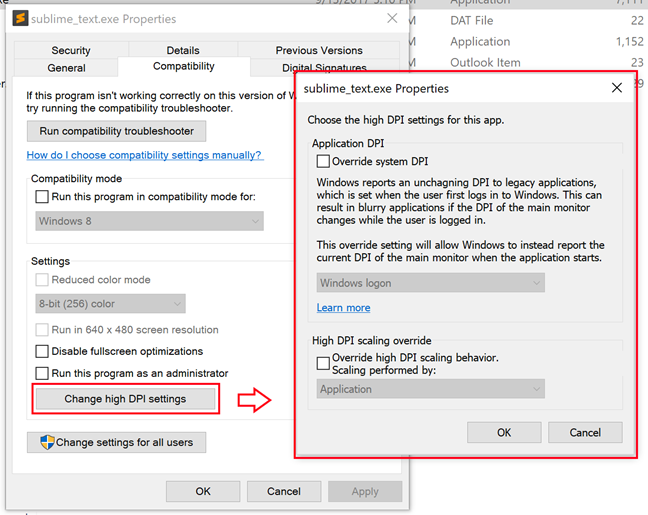 sublime_text.exe Properties
Security Details Previous Versions
General Compatibility Digital Signatures
If this program isn't working correctly on this version of W
try running the compatibility troubleshooter.
Run compatibility troubleshooter
How do I choose compatibility settings manually?
Compatibility mode
Run this program in compatibility mode for:
Windows 8
Settings
Reduced color mode
8-bit (256) color
Run in 640 x 480 screen resolution
Disable fullscreen optimizations
Run this program as an administrator
Change high DPI settings
Change settings for all users
OK Cancel Apply
Application
DAT File 22
Application 1,152
Outlook Item 23
sublime_text.exe Properties
Choose the high DPI settings for this app.
Application DPI
Override system DPI
Windows reports an unchagning DPI to legacy applications,
which is set when the user first logs in to Windows. This can
result in blurry applications if the DPI of the main monitor
changes while the user is logged in.
This override setting will allow Windows to instead report the
current DPI of the main monitor when the application starts.
Windows logon
Learn more
High DPI scaling override
Override high DPI scaling behavior.
Scaling performed by:
Application
OK Cancel